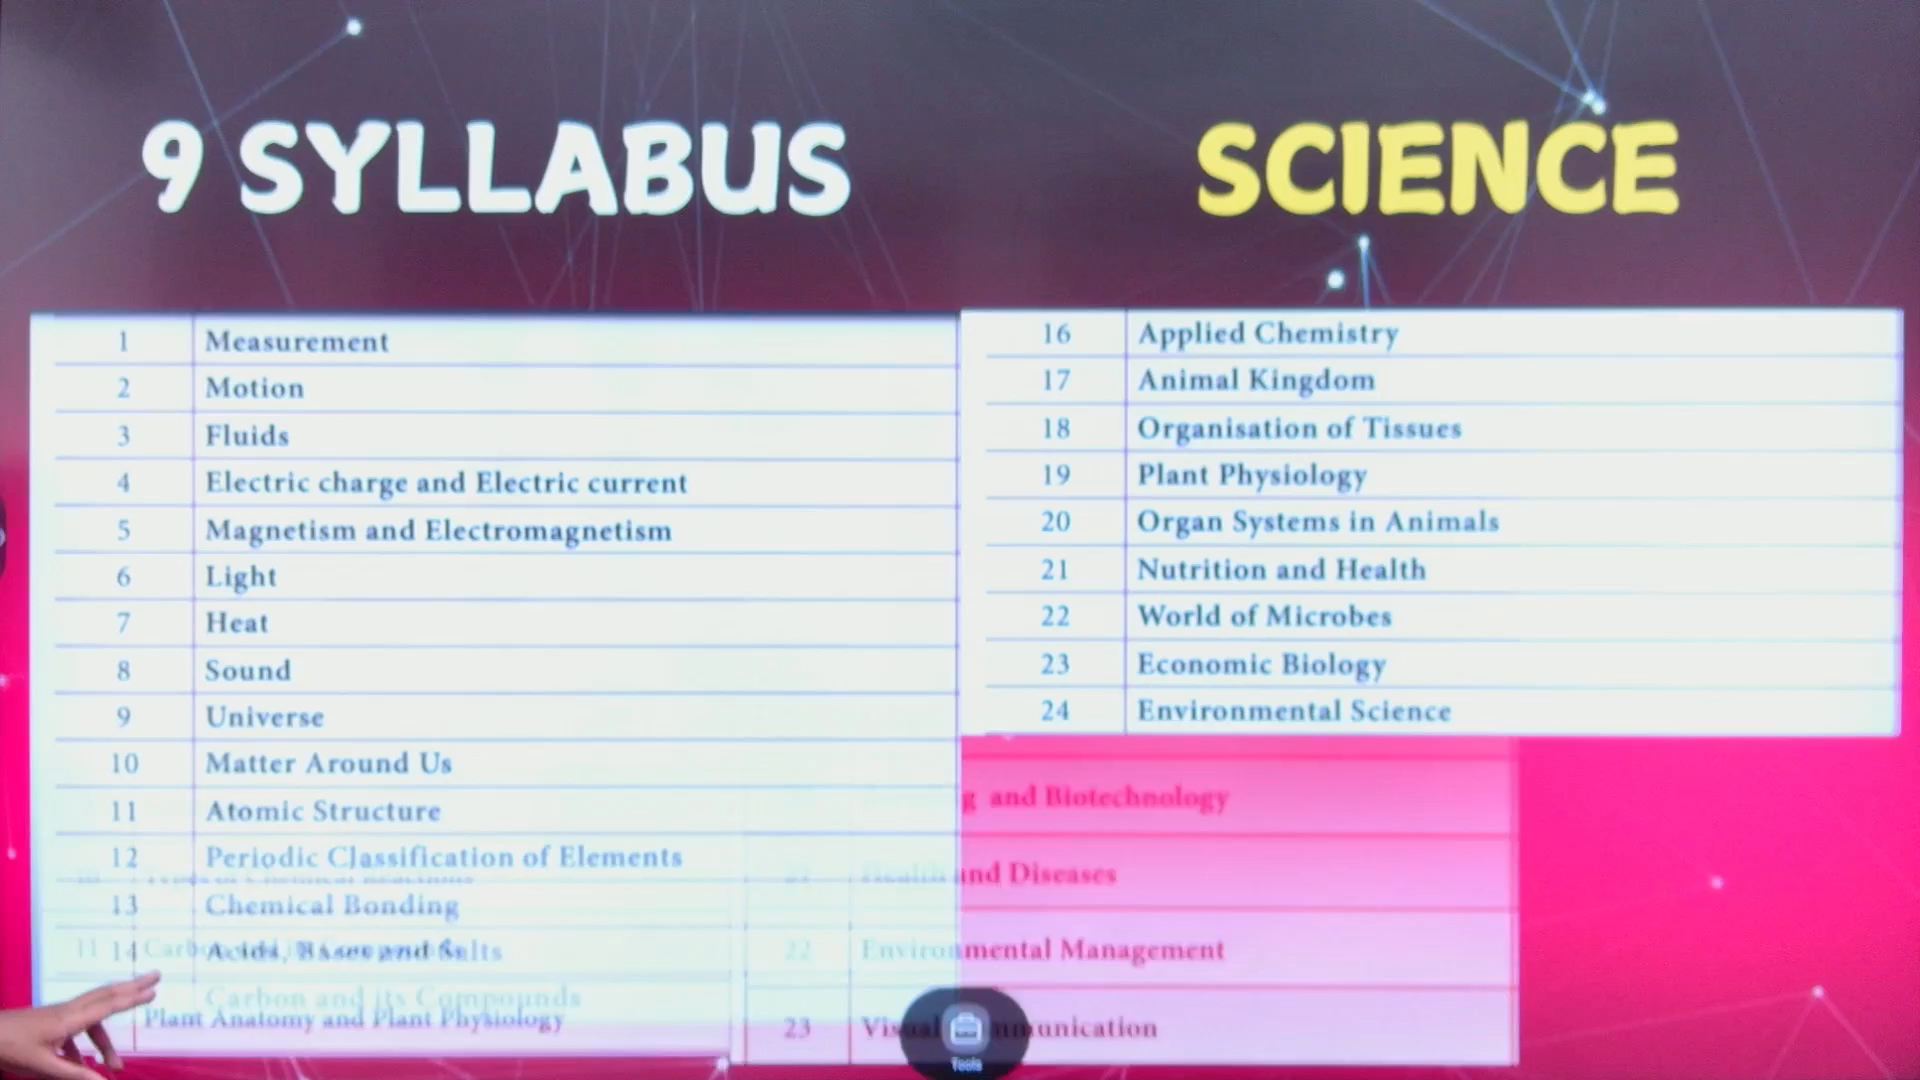 9 SYLLABUS
SCIENCE
1 Measurement
2 Motion
3 Fluids
4 Electric charge and Electric current
5 Magnetism and Electromagnetism
6 Light
7 Heat
8 Sound
9 Universe
10 Matter Around Us
11 Atomic Structure
12 Periodic Classification of Elements
13 Chemical Bonding
14 Acids, Bases and Salts
Carbon and its Compounds
Plant Anatomy and Plant Physiology
16 Applied Chemistry
17 Animal Kingdom
18 Organisation of Tissues
19 Plant Physiology
20 Organ Systems in Animals
21 Nutrition and Health
22 World of Microbes
23 Economic Biology
24 Environmental Science
and Biotechnology
Health and Diseases
22 Environmental Management
23
Tools